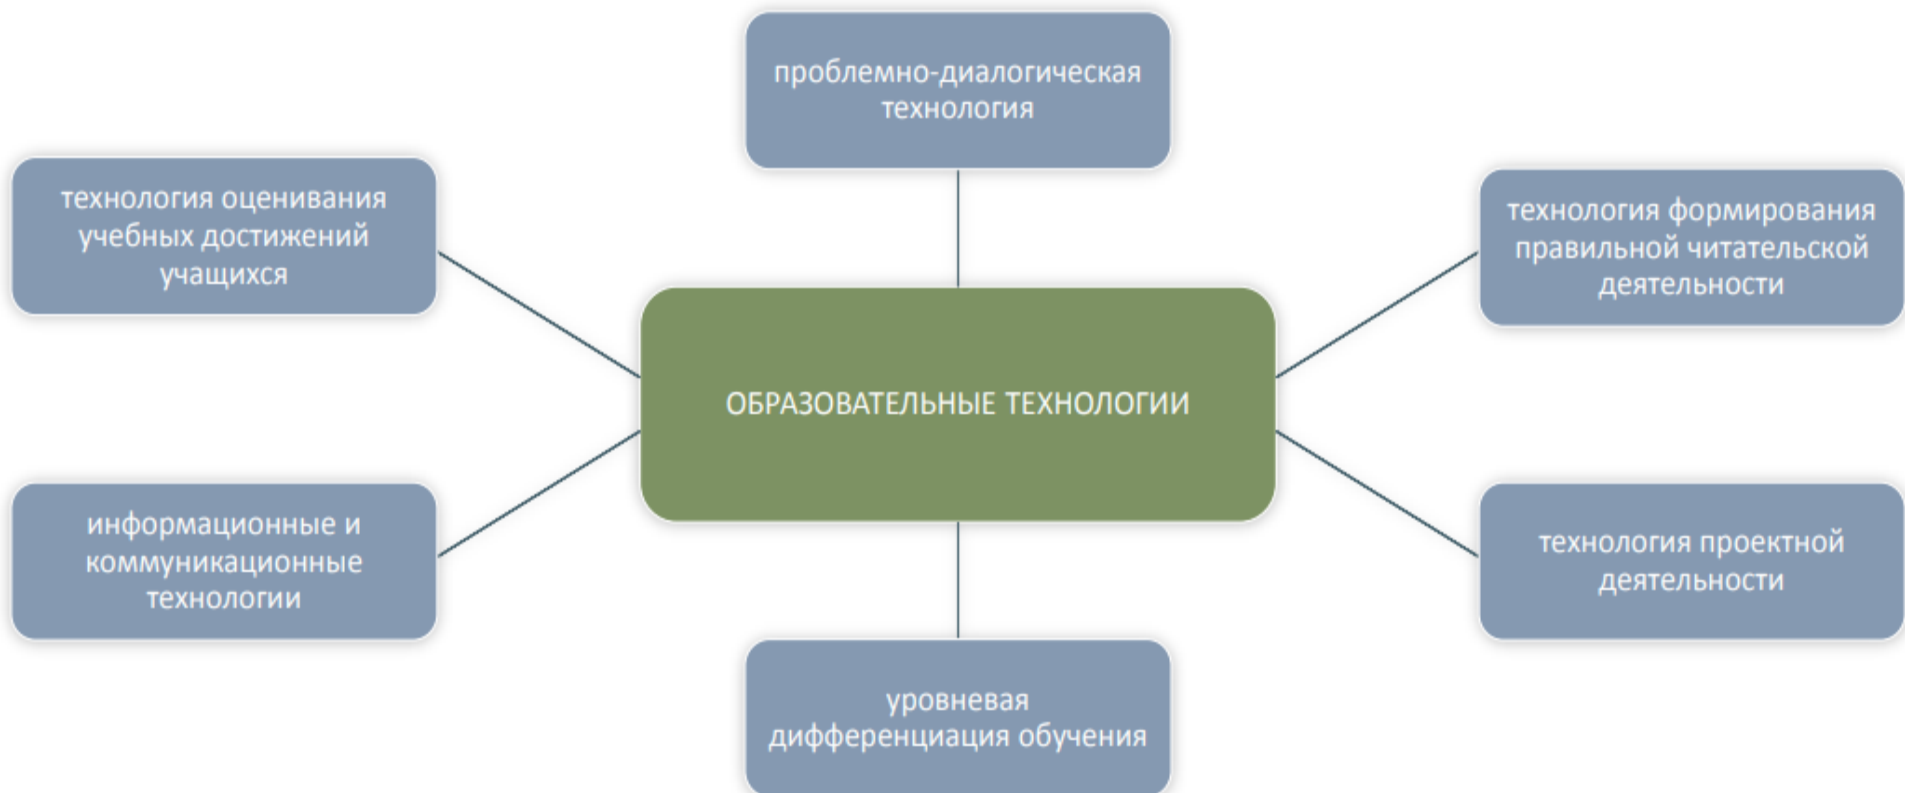 проблемно-диалогическая
технология
технология оценивания
учебных достижений
учащихся
технология формирования
правильной читательской
деятельности
ОБРАЗОВАТЕЛЬНЫЕ ТЕХНОЛОГИИ
информационные и
коммуникационные
технологии
технология проектной
деятельности
уровневая
дифференциация обучения